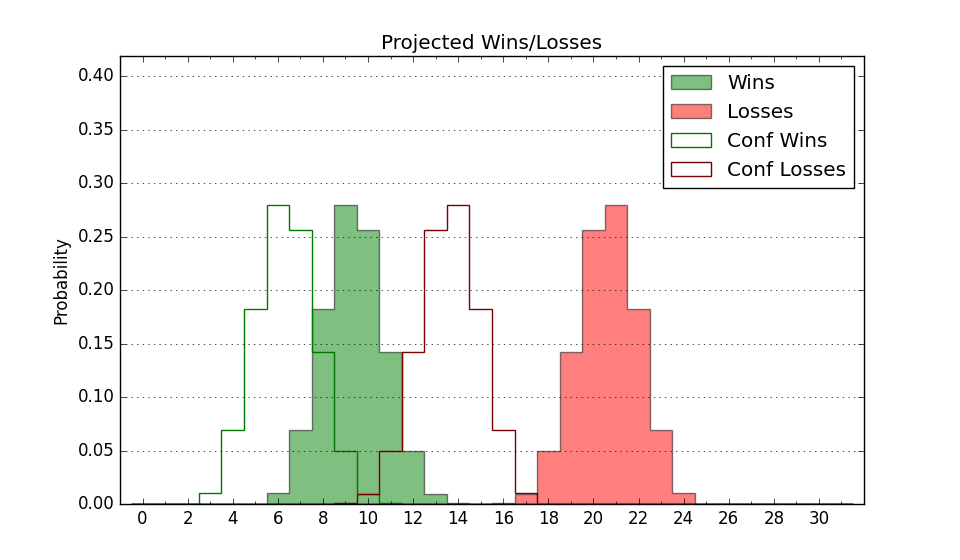 Projected Wins/Losses
0.40
0.35
0.30
0.25
0.20
0.15
0.10
0.05
0.00
Probability
Wins
Losses
Conf Wins
Conf Losses
0 2 4 6 8 10 12 14 16 18 20 22 24 26 28 30